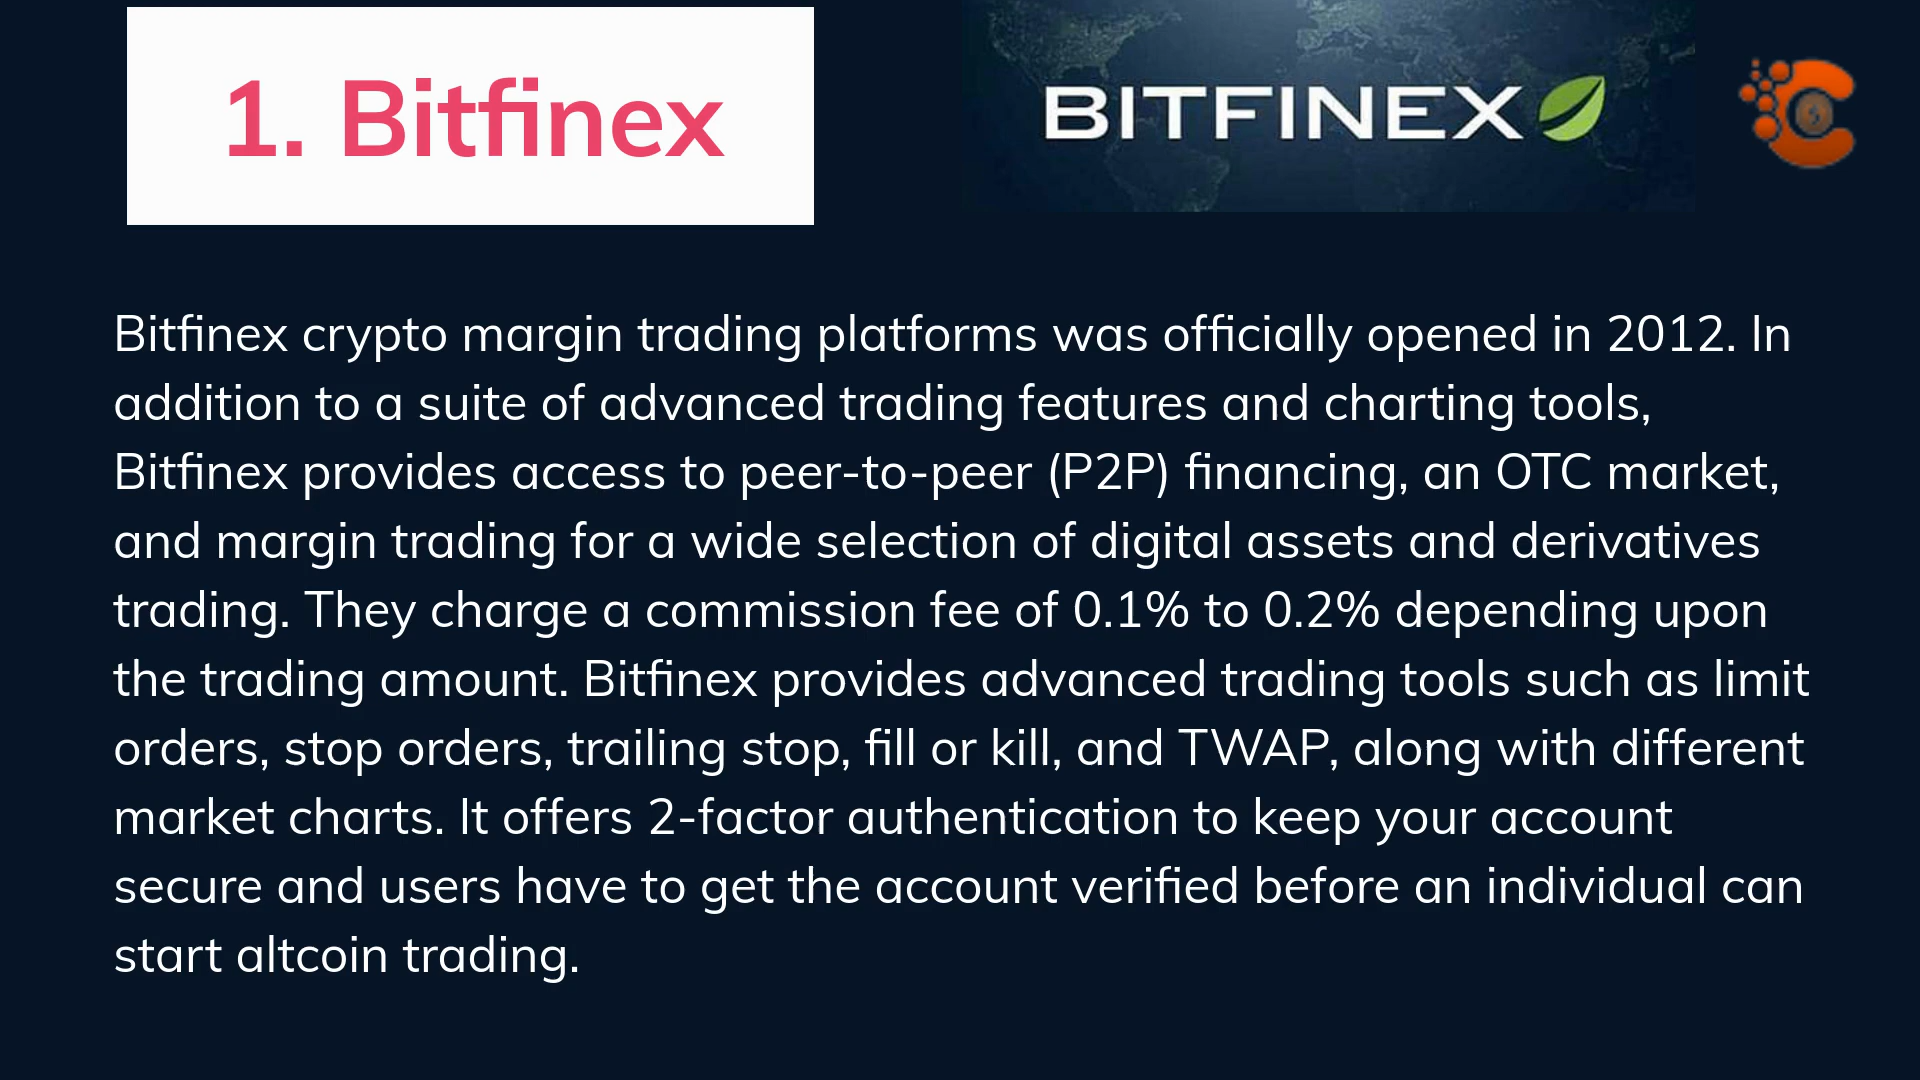 1. Bitfinex
BITFINEX
Bitfinex crypto margin trading platforms was officially opened in 2012. In
addition to a suite of advanced trading features and charting tools,
Bitfinex provides access to peer-to-peer (P2P) financing, an OTC market,
and margin trading for a wide selection of digital assets and derivatives
trading. They charge a commission fee of 0.1% to 0.2% depending upon
the trading amount. Bitfinex provides advanced trading tools such as limit
orders, stop orders, trailing stop, fill or kill, and TWAP, along with different
market charts. It offers 2-factor authentication to keep your account
secure and users have to get the account verified before an individual can
start altcoin trading.